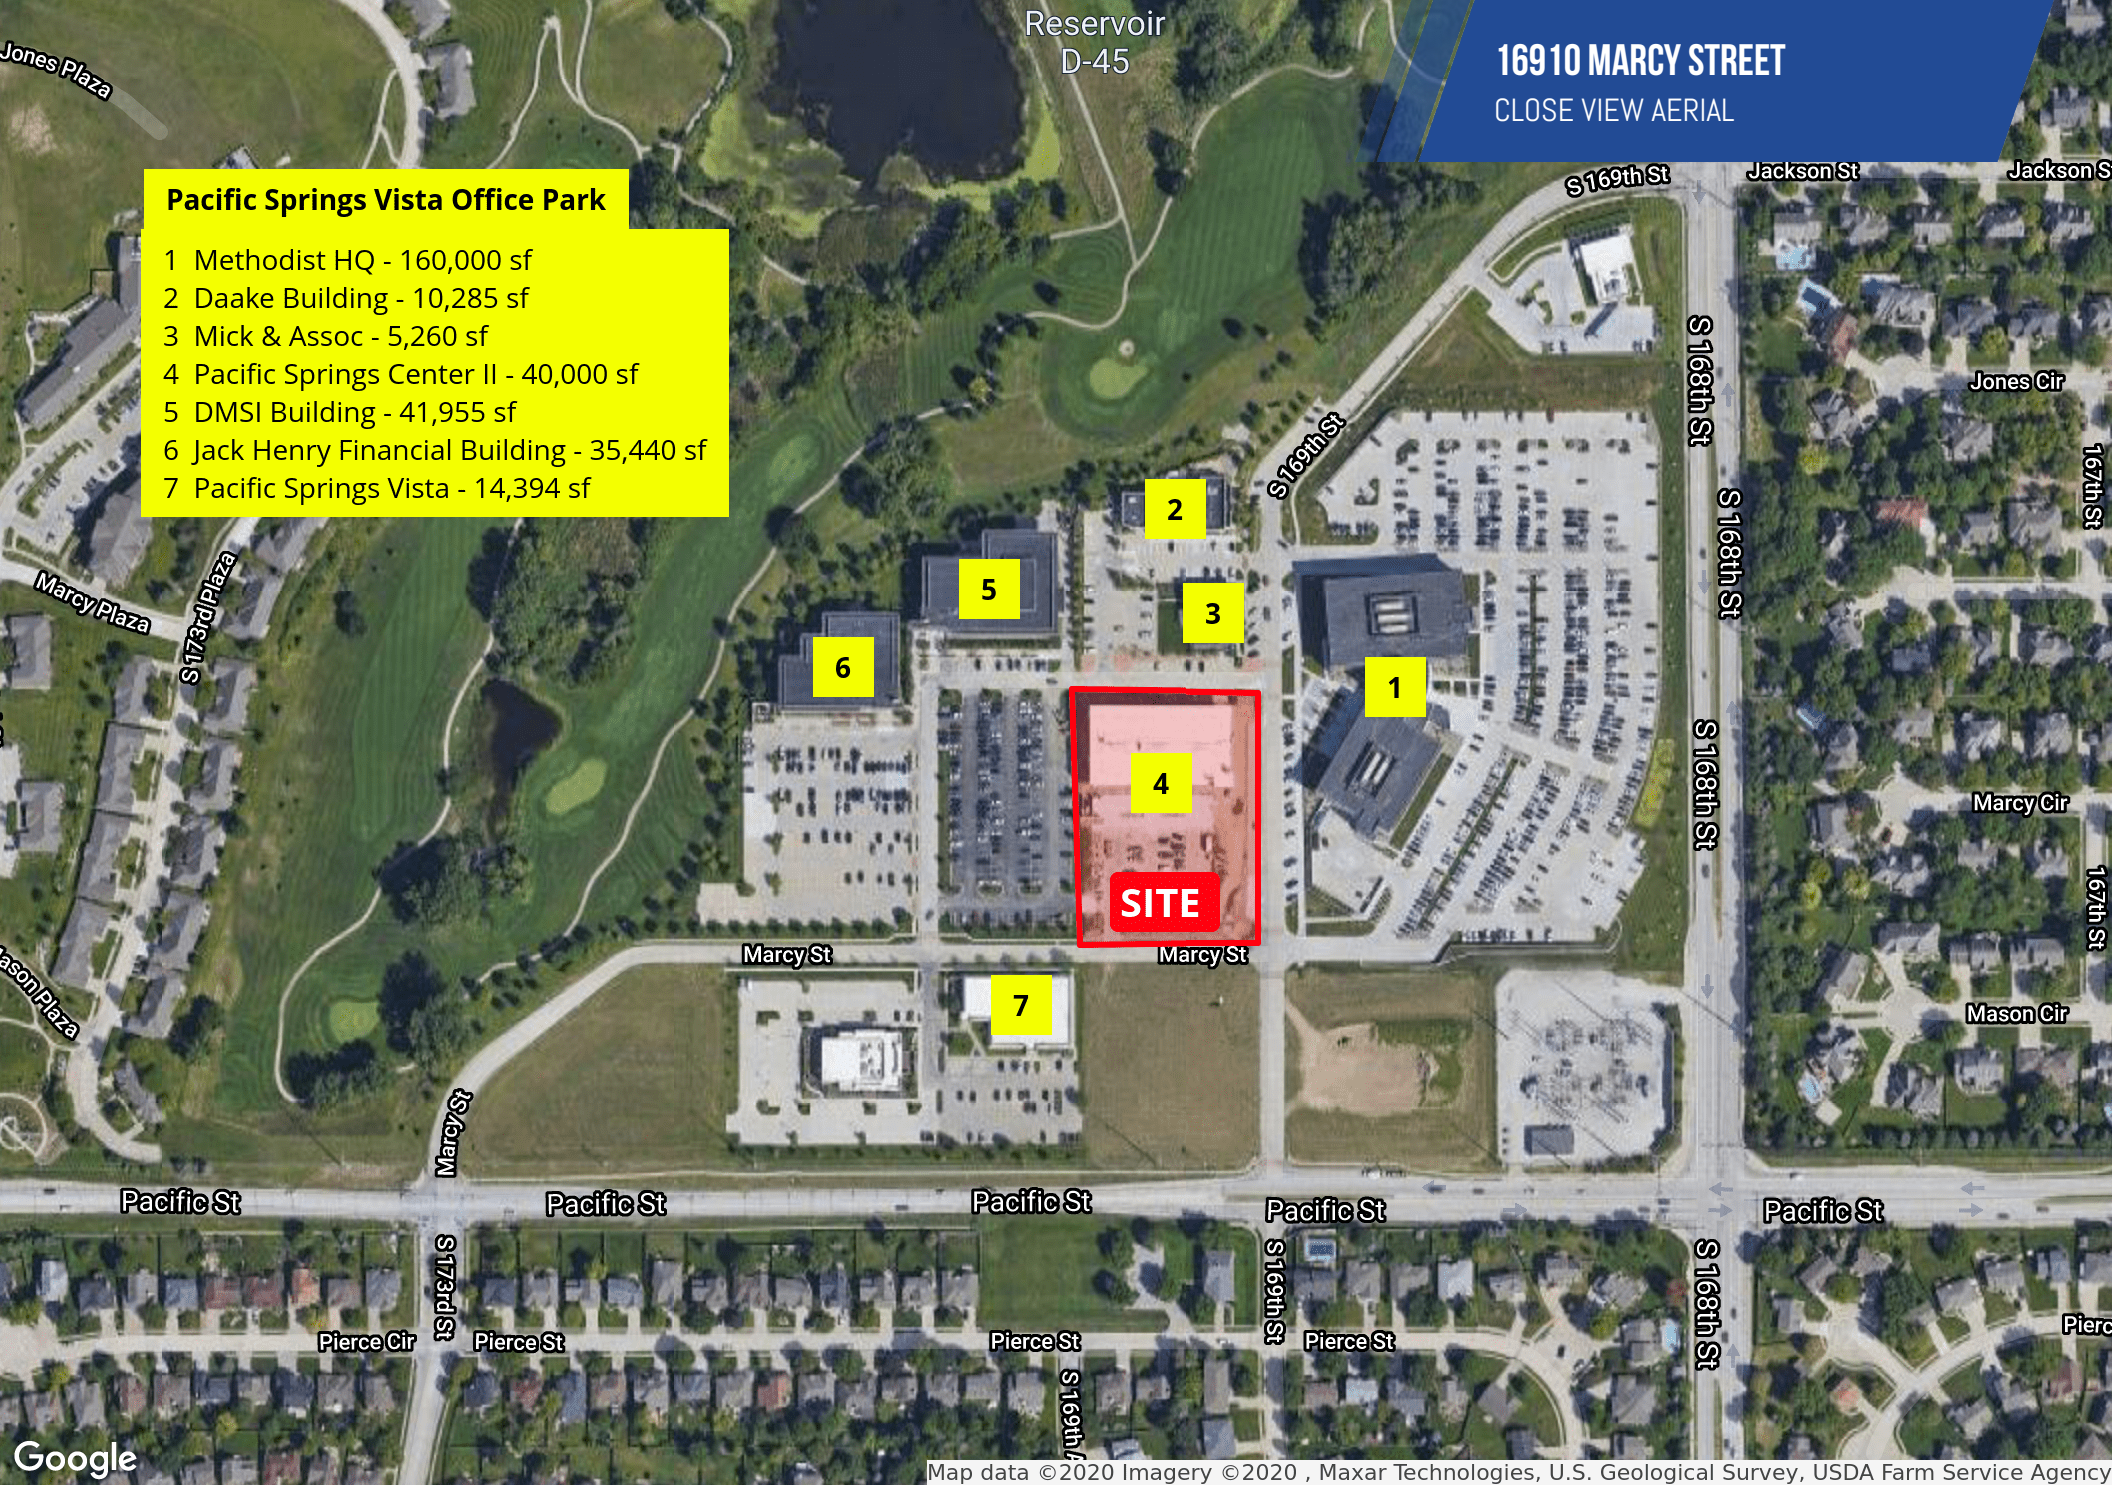 Reservoir
D-45
16910 MARCY STREET
CLOSE VIEW AERIAL
Jones Plaza
S 169th St
Jackson St
Jackson S
Pacific Springs Vista Office Park
1 Methodist HQ - 160,000 sf
2 Daake Building - 10,285 sf
3 Mick & Assoc - 5,260 sf
4 Pacific Springs Center II - 40,000 sf
5 DMSI Building - 41,955 sf
6 Jack Henry Financial Building - 35,440 sf
7 Pacific Springs Vista - 14,394 sf
S 168th St
Jones Cir
S 169th St
167th St
2
S 168th St
5
3
Marcy Plaza
S 173rd Plaza
6
1
4
S 168th St
Marcy Cir
SITE
167th St
Marcy St
Marcy St
ason Plaza
7
Mason Cir
Marcy St
Pacific St
Pacific St
Pacific St
Pacific St
Pacific St
S 173rd St
S 169th St
S 168th St
Pierce Cir
Pierce St
Pierce St
Pierce St
Pierc
S 169th A
Google
Map data ©2020 Imagery ©2020 , Maxar Technologies, U.S. Geological Survey, USDA Farm Service Agency